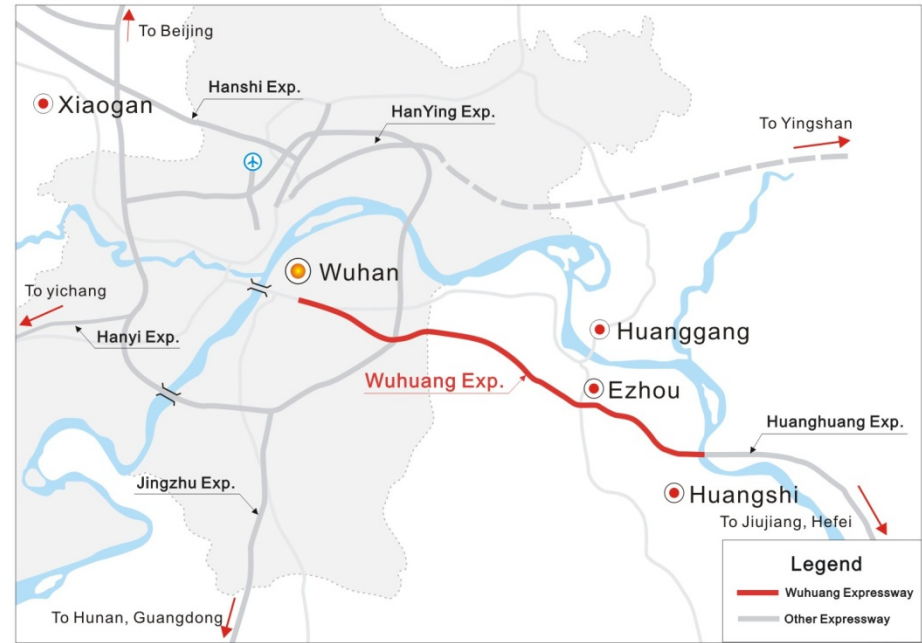 To Beijing
Hanshi Exp.
Xiaogan
HanYing Exp.
To Yingshan
Wuhan
To yichang
Hanyi Exp.
Huanggang
Wuhuang Exp.
Ezhou
Huanghuang Exp.
Jingzhu Exp.
Huangshi
To Jiujiang, Hefei
To Hunan, Guangdong
Legend
Wuhuang Expressway
Other Expressway